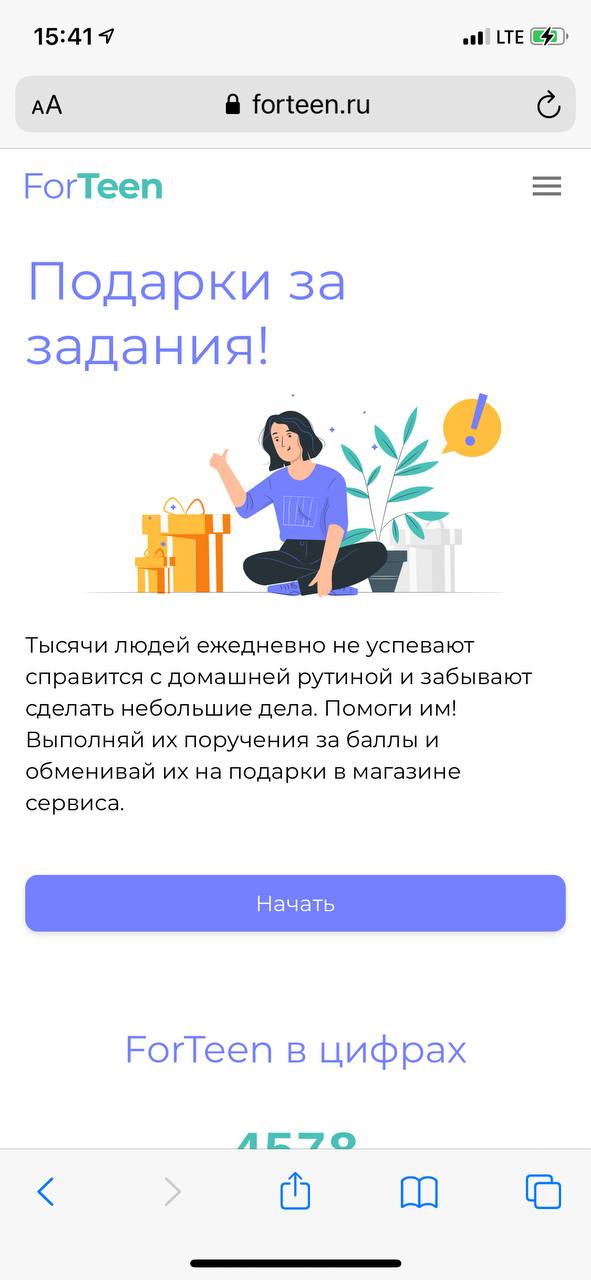 15:41
LTE
AA
forteen.ru
ForTeen
Подарки за
задания!
Тысячи людей ежедневно не успевают
справится с домашней рутиной и забывают
сделать небольшие дела. Помоги им!
Выполняй их поручения за баллы и
обменивай их на подарки в магазине
сервиса.
Начать
ForTeen в цифрах
4578